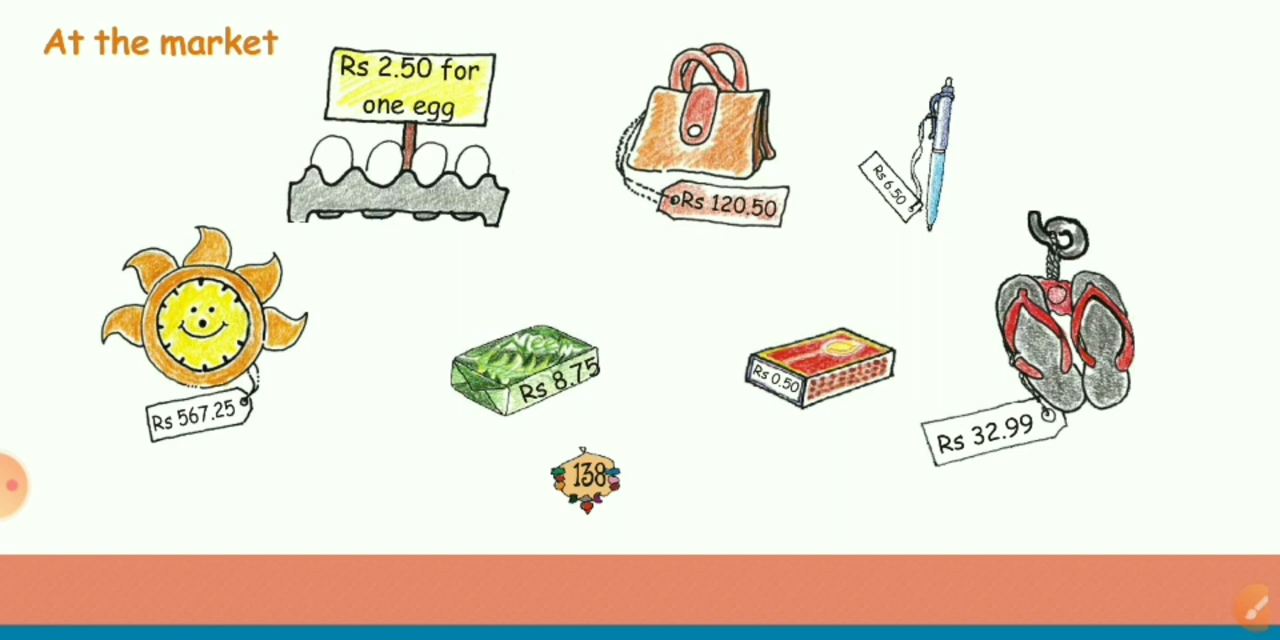 At the market
Rs 2.50 for
one egg
Rs 120.50
Rs 6.50
Rs 567.25
Rs 8.75
Rs 0.50
Rs 32.99
138